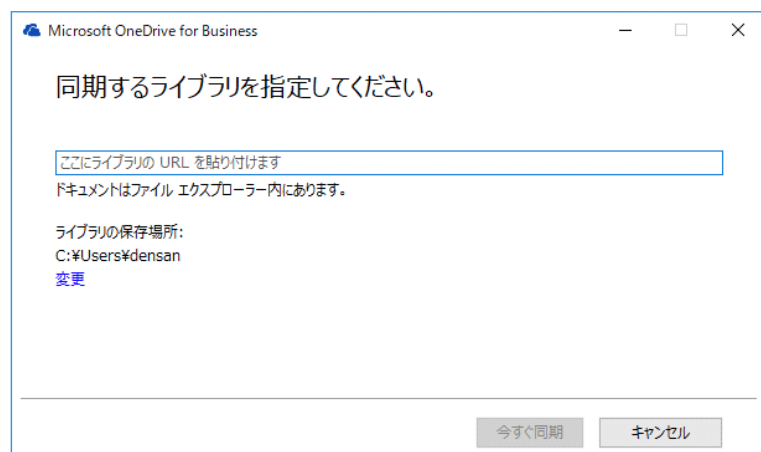 Microsoft OneDrive for Business
同期するライブラリを指定してください。
ここにライブラリの URL を貼り付けます
ドキュメントはファイル エクスプローラー内にあります。
ライブラリの保存場所:
C:¥Users¥densan
変更
今すぐ同期
キャンセル